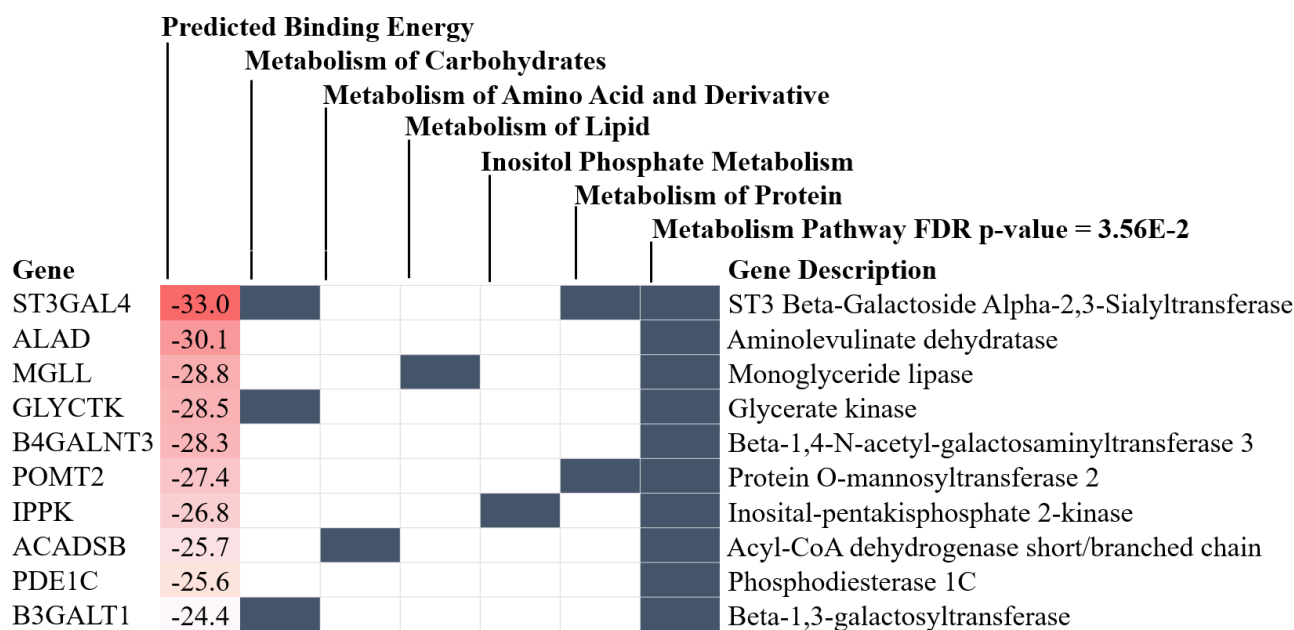 Predicted Binding Energy
Metabolism of Carbohydrates
Metabolism of Amino Acid and Derivative
Metabolism of Lipid
Inositol Phosphate Metabolism
Metabolism of Protein
Metabolism Pathway FDR p-value = 3.56E-2
Gene Gene Description
ST3GAL4 -33.0 ST3 Beta-Galactoside Alpha-2,3-Sialyltransferase
ALAD -30.1 Aminolevulinate dehydratase
MGLL -28.8 Monoglyceride lipase
GLYCTK -28.5 Glycerate kinase
B4GALNT3 -28.3 Beta-1,4-N-acetyl-galactosaminyltransferase 3
POMT2 -27.4 Protein O-mannosyltransferase 2
IPPK -26.8 Inosital-pentakisphosphate 2-kinase
ACADSB -25.7 Acyl-CoA dehydrogenase short/branched chain
PDE1C -25.6 Phosphodiesterase 1C
B3GALT1 -24.4 Beta-1,3-galactosyltransferase